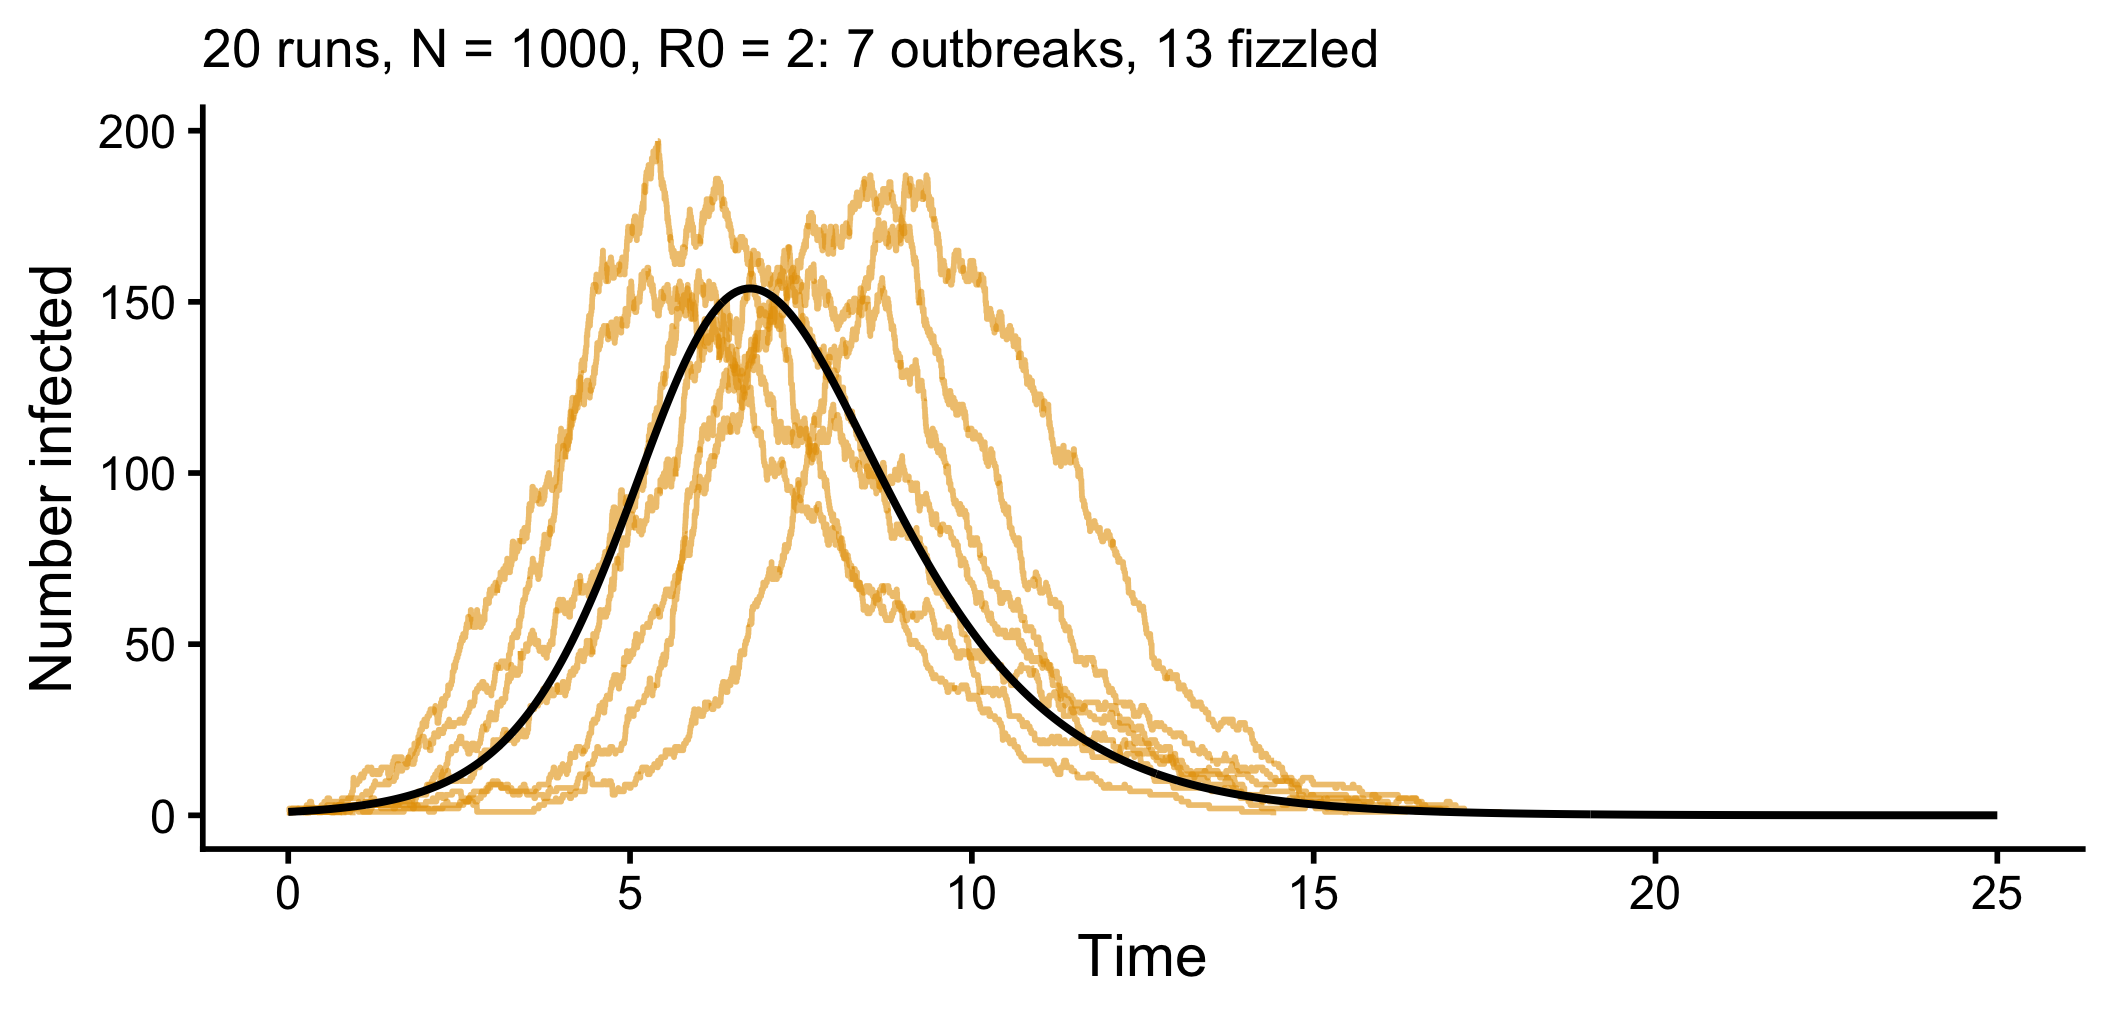 20 runs, N = 1000, R0 = 2: 7 outbreaks, 13 fizzled
Number infected
200
150
100
50
0
0 5 10 15 20 25
Time